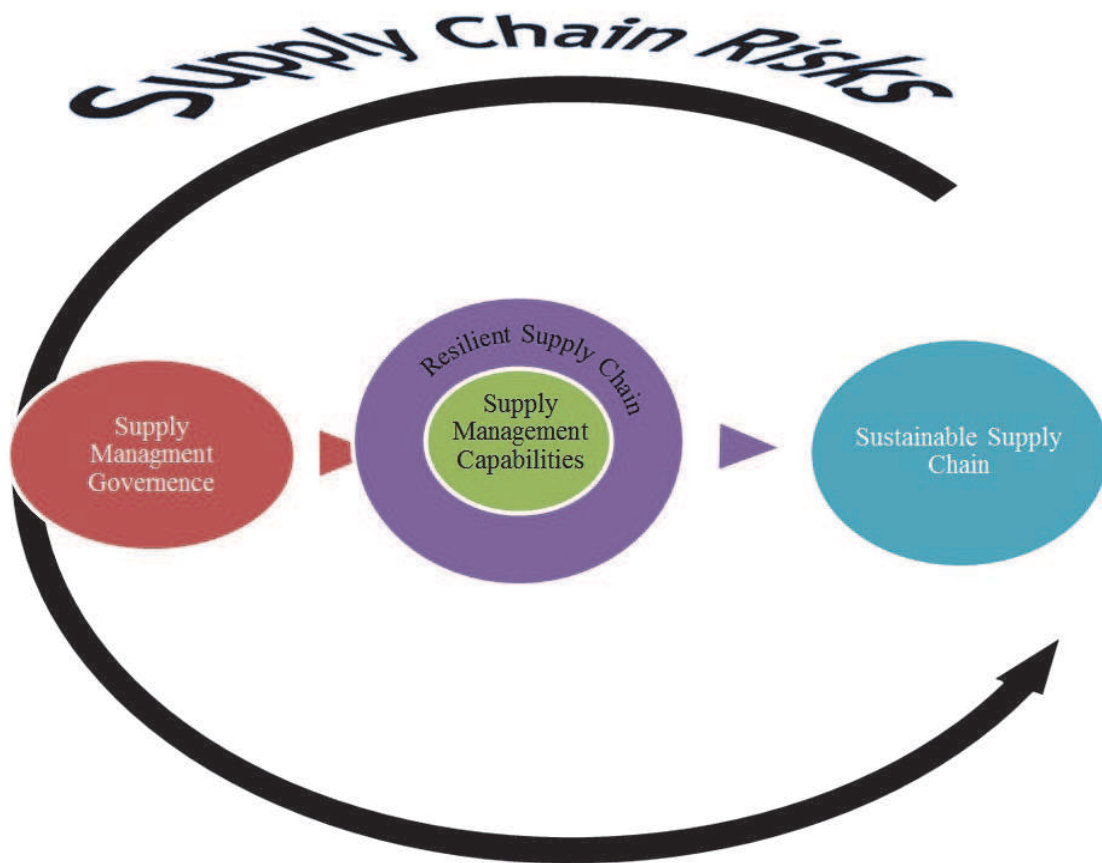 Supply Chain Risks
Resilient Supply Chain
Supply
Managment
Governence
Supply
Management
Capabilities
Sustainable Supply
Chain